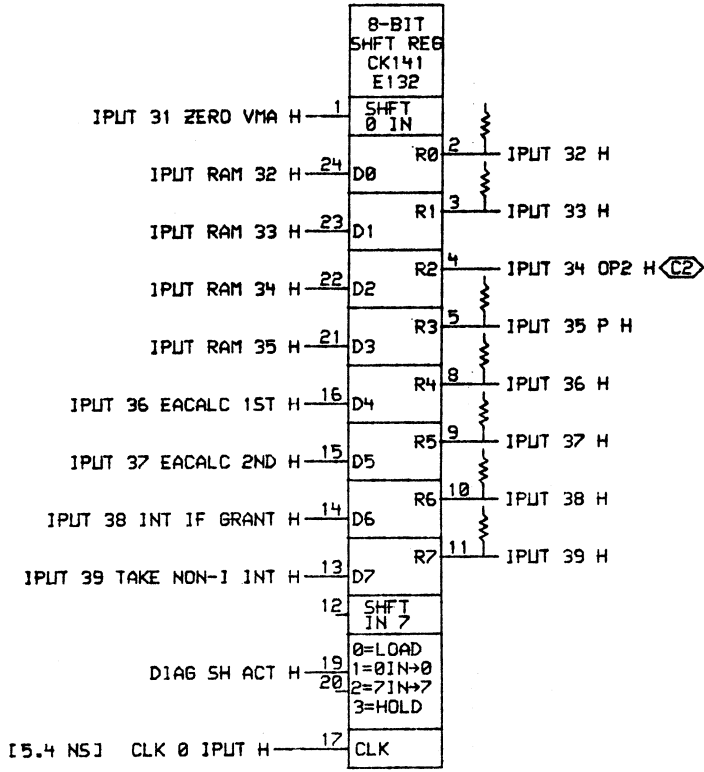 8-BIT
SHFT REG
CK141
E132
IPUT 31 ZERO VMA H 1 SHFT
0 IN
R0 2 IPUT 32 H
IPUT RAM 32 H 24 D0
R1 3 IPUT 33 H
IPUT RAM 33 H 23 D1
R2 4 IPUT 34 OP2 H C2
IPUT RAM 34 H 22 D2
R3 5 IPUT 35 P H
IPUT RAM 35 H 21 D3
R4 8 IPUT 36 H
IPUT 36 EACALC 1ST H 16 D4
R5 9 IPUT 37 H
IPUT 37 EACALC 2ND H 15 D5
R6 10 IPUT 38 H
IPUT 38 INT IF GRANT H 14 D6
R7 11 IPUT 39 H
IPUT 39 TAKE NON-I INT H 13 D7
12 SHFT
IN 7
0=LOAD
DIAG SH ACT H 19 1=0IN→0
20 2=7IN→7
3=HOLD
[5.4 NS] CLK 0 IPUT H 17 CLK